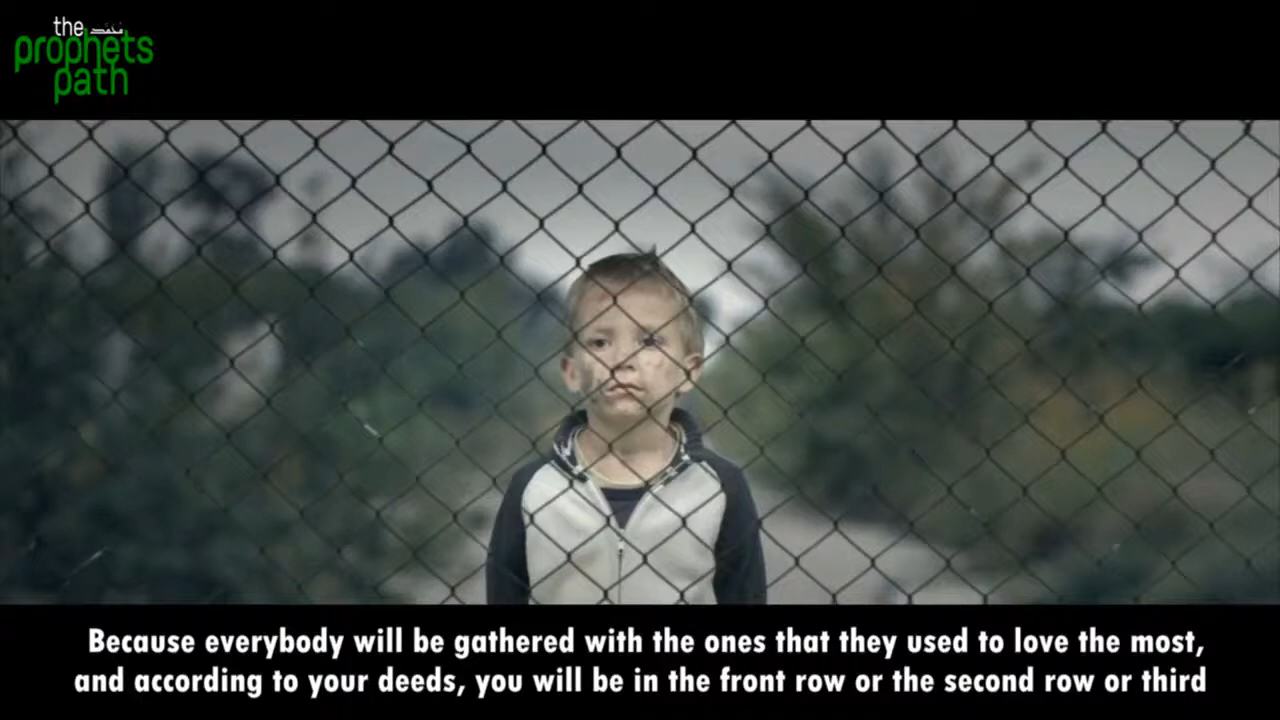 the محمد
prophets
path
Because everybody will be gathered with the ones that they used to love the most,
and according to your deeds, you will be in the front row or the second row or third